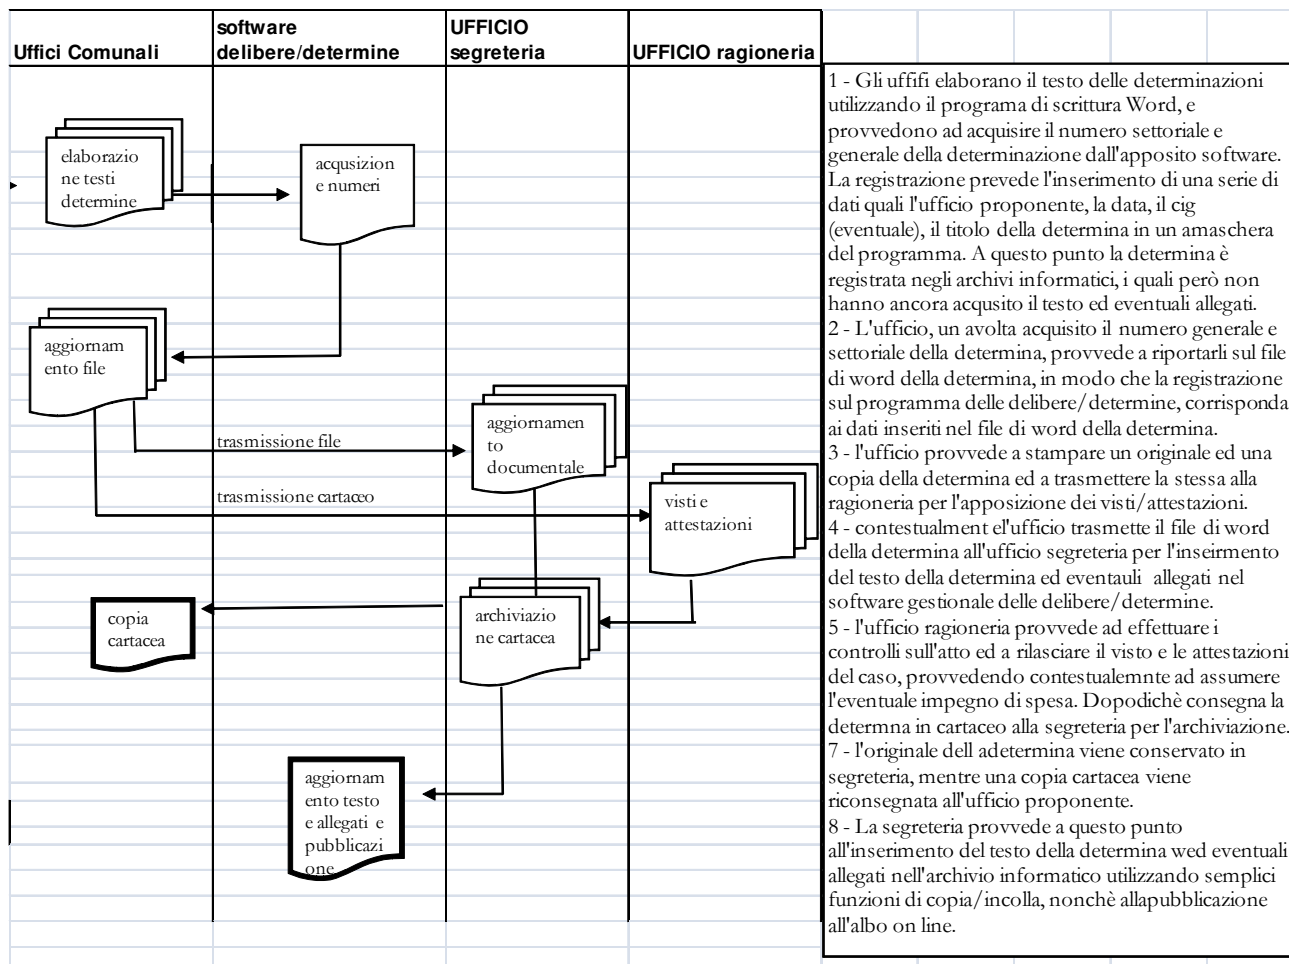 Uffici Comunali
software
delibere/determine
UFFICIO
segreteria
UFFICIO ragioneria
elaborazio
ne testi
determine
acqusizion
e numeri
aggiornam
ento file
trasmissione file
aggiornamen
to
documentale
trasmissione cartaceo
visti e
attestazioni
copia
cartacea
archiviazio
ne cartacea
aggiornam
ento testo
e allegati e
pubblicazi
one
1 - Gli uffifi elaborano il testo delle determinazioni
utilizzando il programa di scrittura Word, e
provvedono ad acquisire il numero settoriale e
generale della determinazione dall'apposito software.
La registrazione prevede l'inserimento di una serie di
dati quali l'ufficio proponente, la data, il cig
(eventuale), il titolo della determina in un amaschera
del programma. A questo punto la determina è
registrata negli archivi informatici, i quali però non
hanno ancora acqusito il testo ed eventuali allegati.
2 - L'ufficio, un avolta acquisito il numero generale e
settoriale della determina, provvede a riportarli sul file
di word della determina, in modo che la registrazione
sul programma delle delibere/determine, corrisponda
ai dati inseriti nel file di word della determina.
3 - l'ufficio provvede a stampare un originale ed una
copia della determina ed a trasmettere la stessa alla
ragioneria per l'apposizione dei visti/attestazioni.
4 - contestualment el'ufficio trasmette il file di word
della determina all'ufficio segreteria per l'inseirmento
del testo della determina ed eventauli allegati nel
software gestionale delle delibere/determine.
5 - l'ufficio ragioneria provvede ad effettuare i
controlli sull'atto ed a rilasciare il visto e le attestazioni
del caso, provvedendo contestualemnte ad assumere
l'eventuale impegno di spesa. Dopodichè consegna la
determna in cartaceo alla segreteria per l'archiviazione.
7 - l'originale dell adetermina viene conservato in
segreteria, mentre una copia cartacea viene
riconsegnata all'ufficio proponente.
8 - La segreteria provvede a questo punto
all'inserimento del testo della determina wed eventuali
allegati nell'archivio informatico utilizzando semplici
funzioni di copia/incolla, nonchè allapubblicazione
all'albo on line.